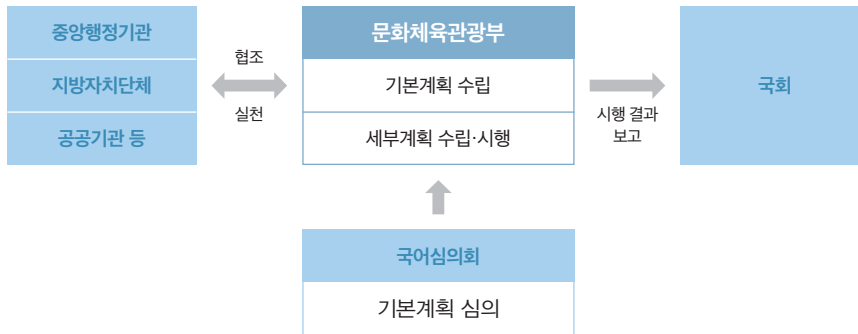 중앙행정기관
지방자치단체
공공기관 등
협조
실천
문화체육관광부
기본계획 수립
세부계획 수립·시행
시행 결과
보고
국회
국어심의회
기본계획 심의